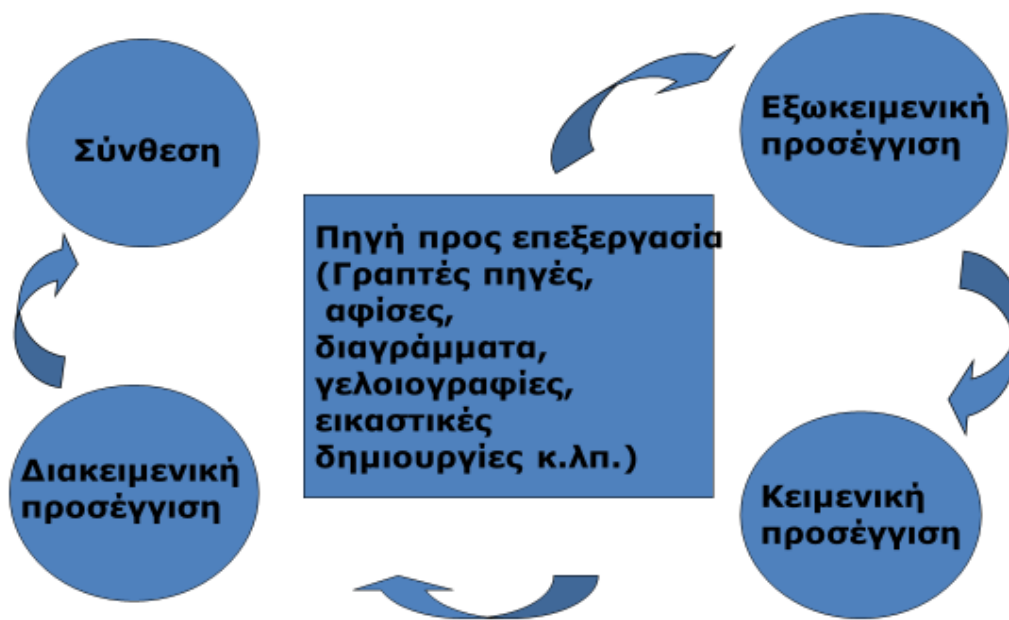 Σύνθεση
Εξωκειμενική
προσέγγιση
Πηγή προς επεξεργασία
(Γραπτές πηγές,
αφίσες,
διαγράμματα,
γελοιογραφίες,
εικαστικές
δημιουργίες κ.λπ.)
Διακειμενική
προσέγγιση
Κειμενική
προσέγγιση